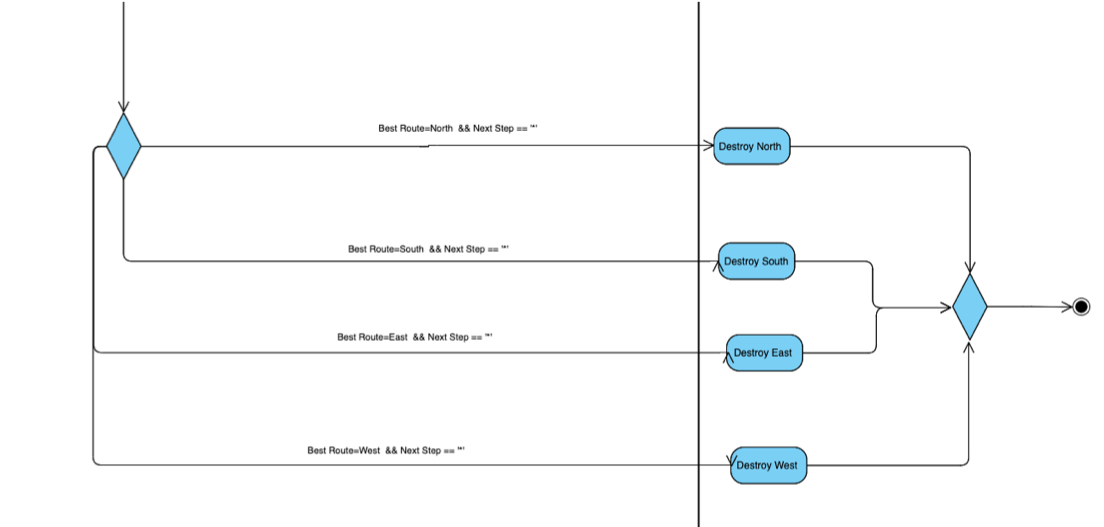 Best Route=North && Next Step == '*'
Destroy North
Best Route=South && Next Step == '*'
Destroy South
Best Route=East && Next Step == '*'
Destroy East
Best Route=West && Next Step == '*'
Destroy West